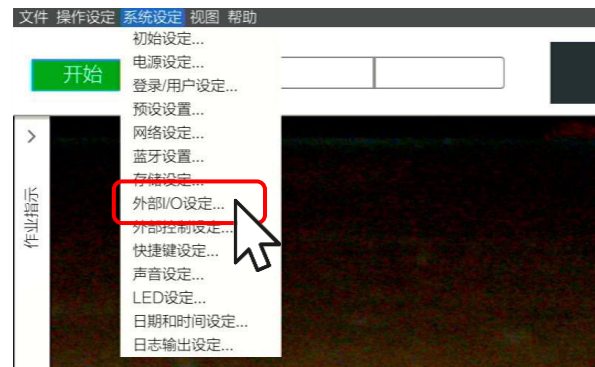 文件 操作设定 系统设定 视图 帮助
初始设定...
电源设定...
开始
登录/用户设定...
预设设置...
网络设定...
蓝牙设置...
存储设定...
外部I/O设定...
外部控制设定...
快捷键设定...
声音设定...
LED设定...
日期和时间设定...
日志输出设定...
作业指示